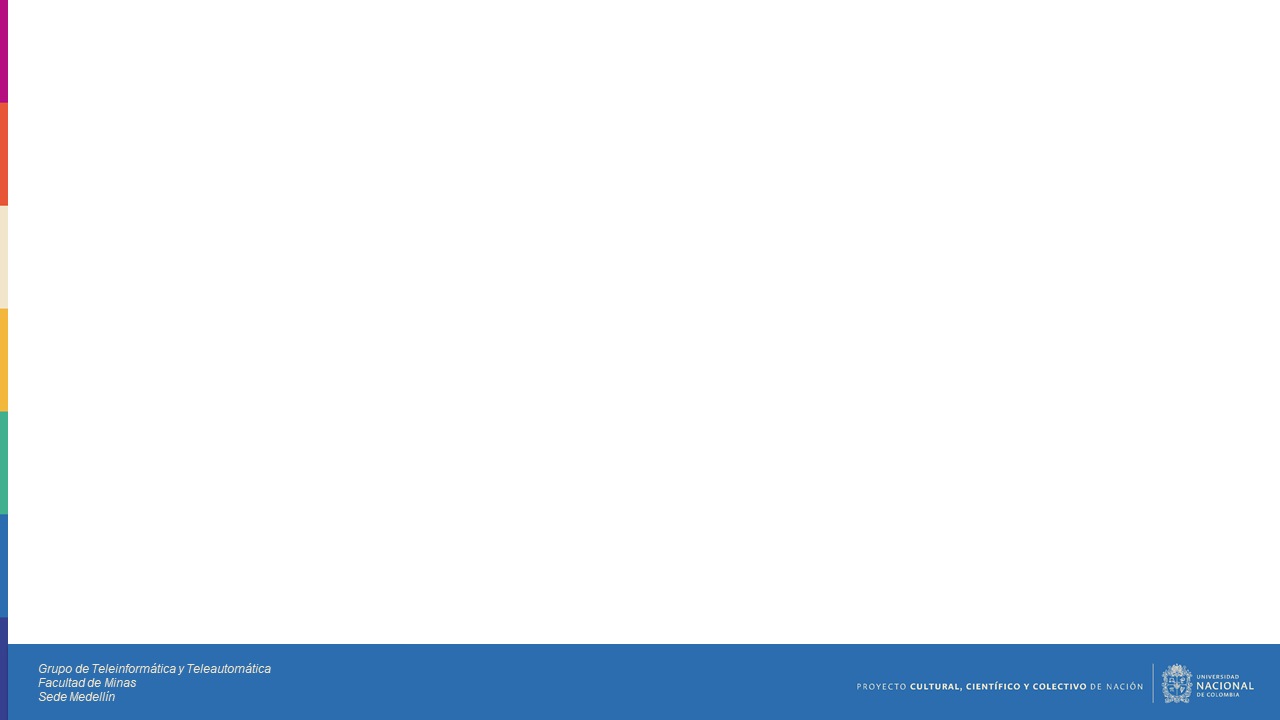 Grupo de Teleinformática y Teleautomática
Facultad de Minas
Sede Medellín
PROYECTO CULTURAL, CIENTÍFICO Y COLECTIVO DE NACIÓN
UNIVERSIDAD
NACIONAL
DE COLOMBIA